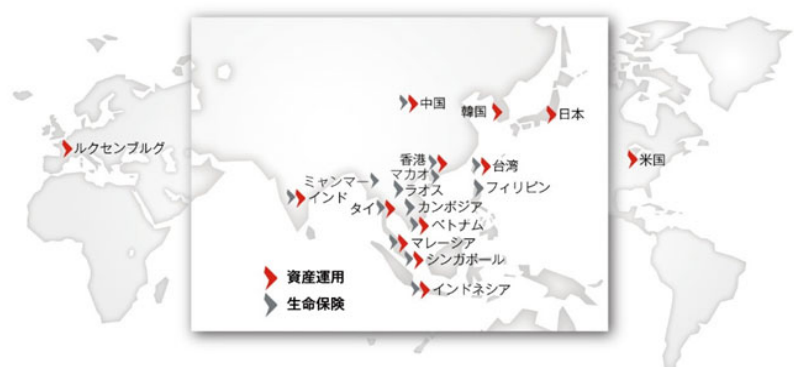 中国
韓国
日本
ルクセンブルグ
香港
マカオ
台湾
米国
ミャンマー
ラオス
フィリピン
インド
タイ
カンボジア
ベトナム
マレーシア
シンガポール
資産運用
インドネシア
生命保険